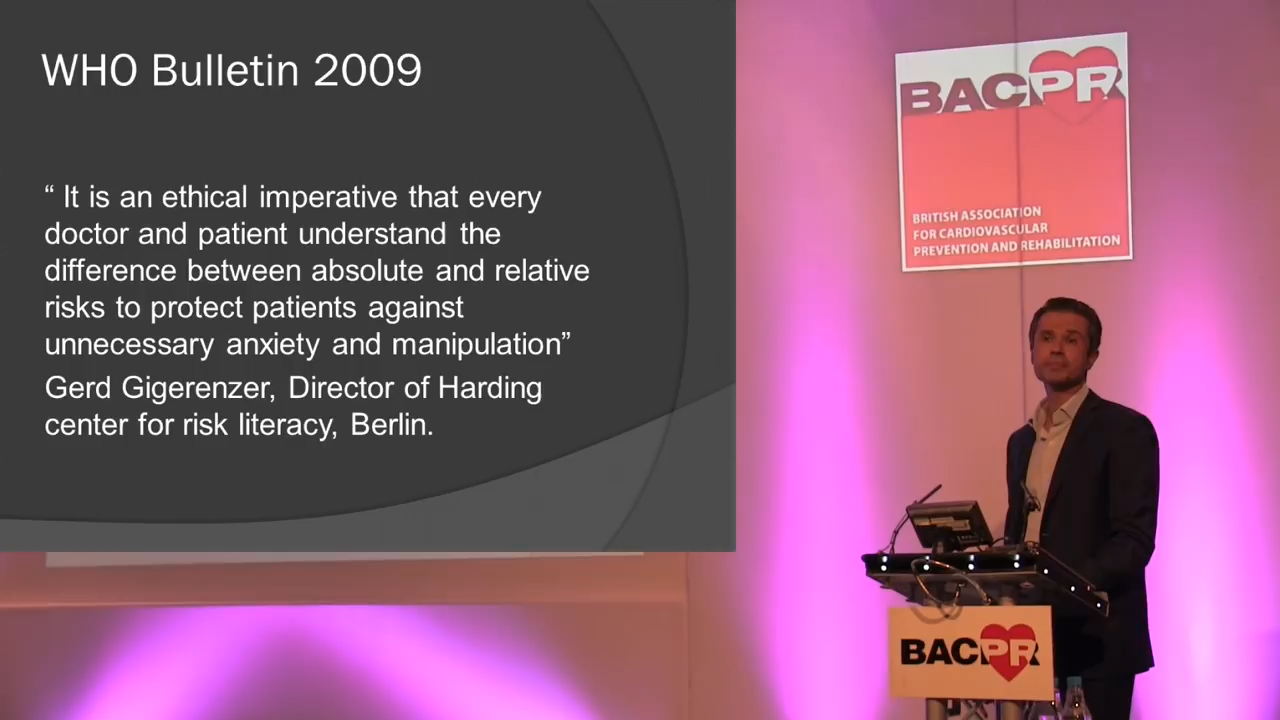 WHO Bulletin 2009
“ It is an ethical imperative that every
doctor and patient understand the
difference between absolute and relative
risks to protect patients against
unnecessary anxiety and manipulation”
Gerd Gigerenzer, Director of Harding
center for risk literacy, Berlin.
BACPR
BRITISH ASSOCIATION
FOR CARDIOVASCULAR
PREVENTION AND REHABILITATION
BACPR